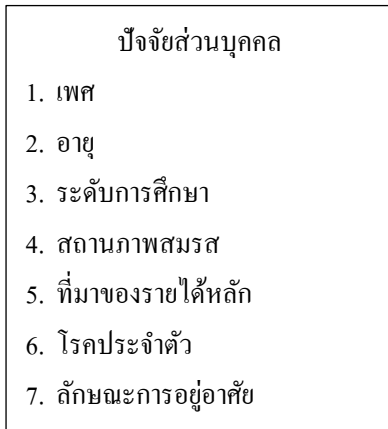 ปัจจัยส่วนบุคคล
1. เพศ
2. อายุ
3. ระดับการศึกษา
4. สถานภาพสมรส
5. ที่มาของรายได้หลัก
6. โรคประจำตัว
7. ลักษณะการอยู่อาศัย